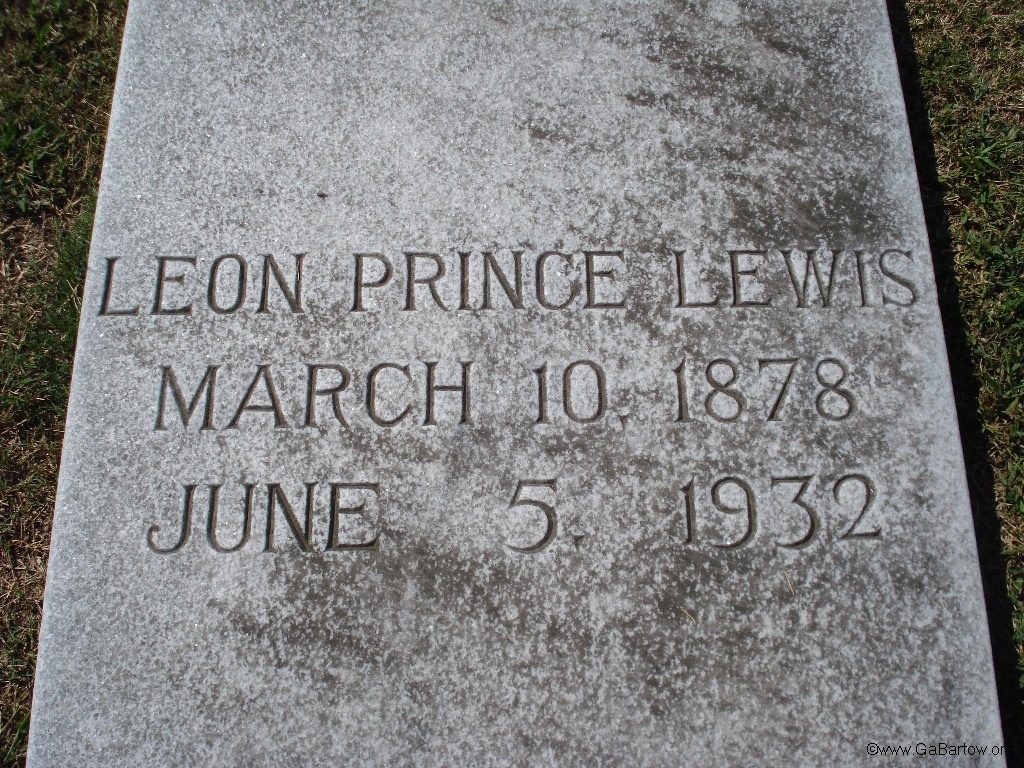 LEON PRINCE LEWIS
MARCH 10, 1878
JUNE 5, 1932
©www.GaBartow.org